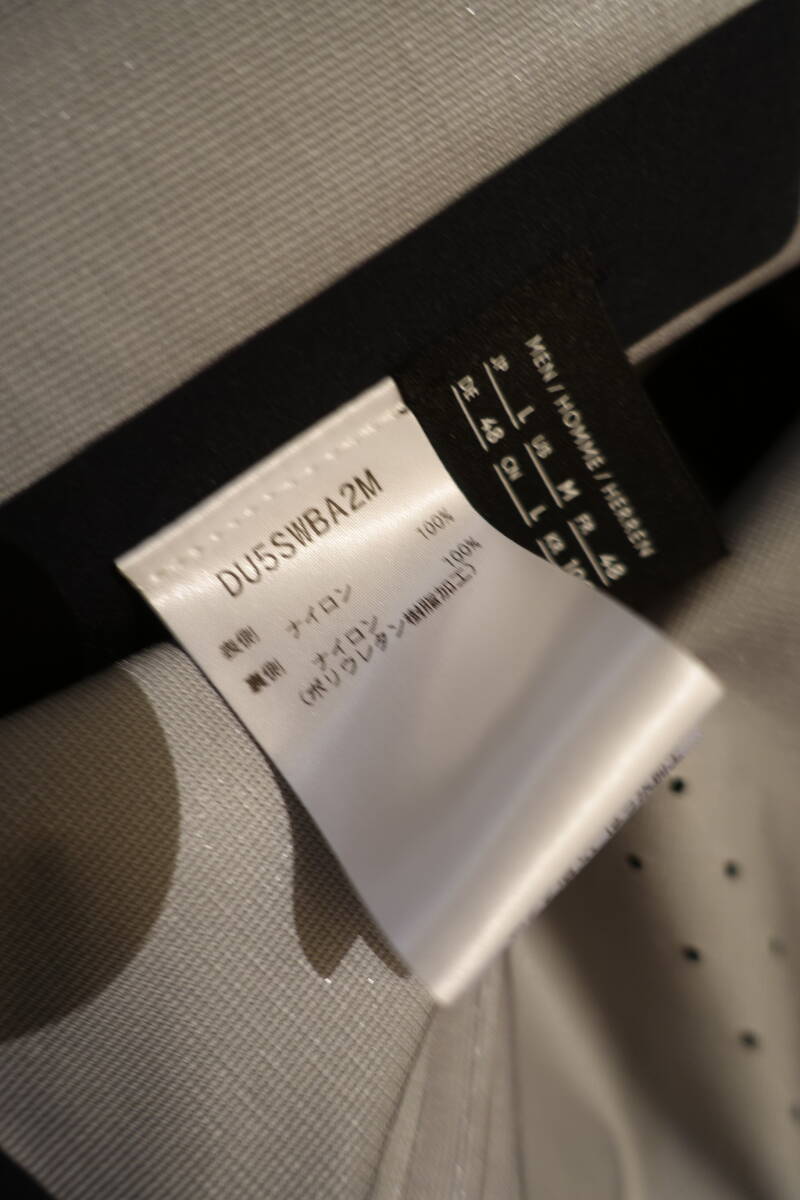 MEN / HOMME / HERREN
JP L US M FR 48
DE 48 CN L KR
DU5SWBA2M
表側 ナイロン 100%
裏側 ナイロン 100%
(ポリウレタン樹脂加工)